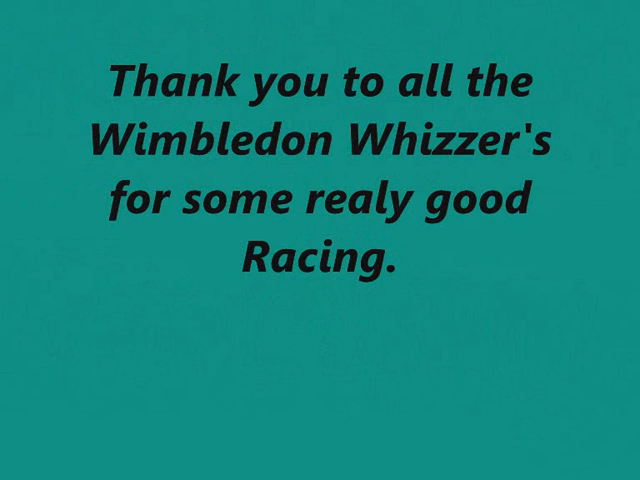 Thank you to all the
Wimbledon Whizzer's
for some realy good
Racing.